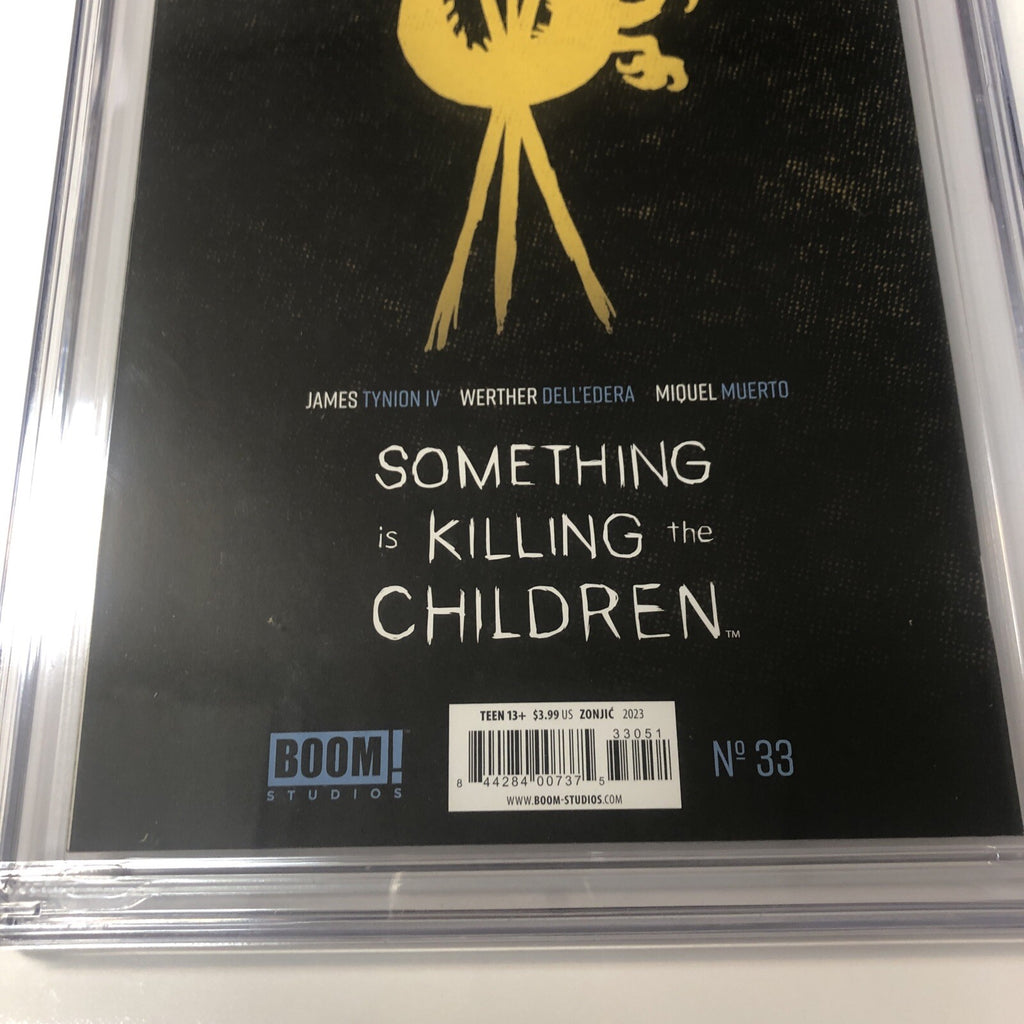 JAMES TYNION IV WERTHER DELL'EDERA MIQUEL MUERTO
SOMETHING
is KILLING the
CHILDREN™
BOOM!™
STUDIOS
TEEN 13+ $3.99 US ZONJIĆ 2023
33051
8 44284 00737 5
WWW.BOOM-STUDIOS.COM
Nº 33